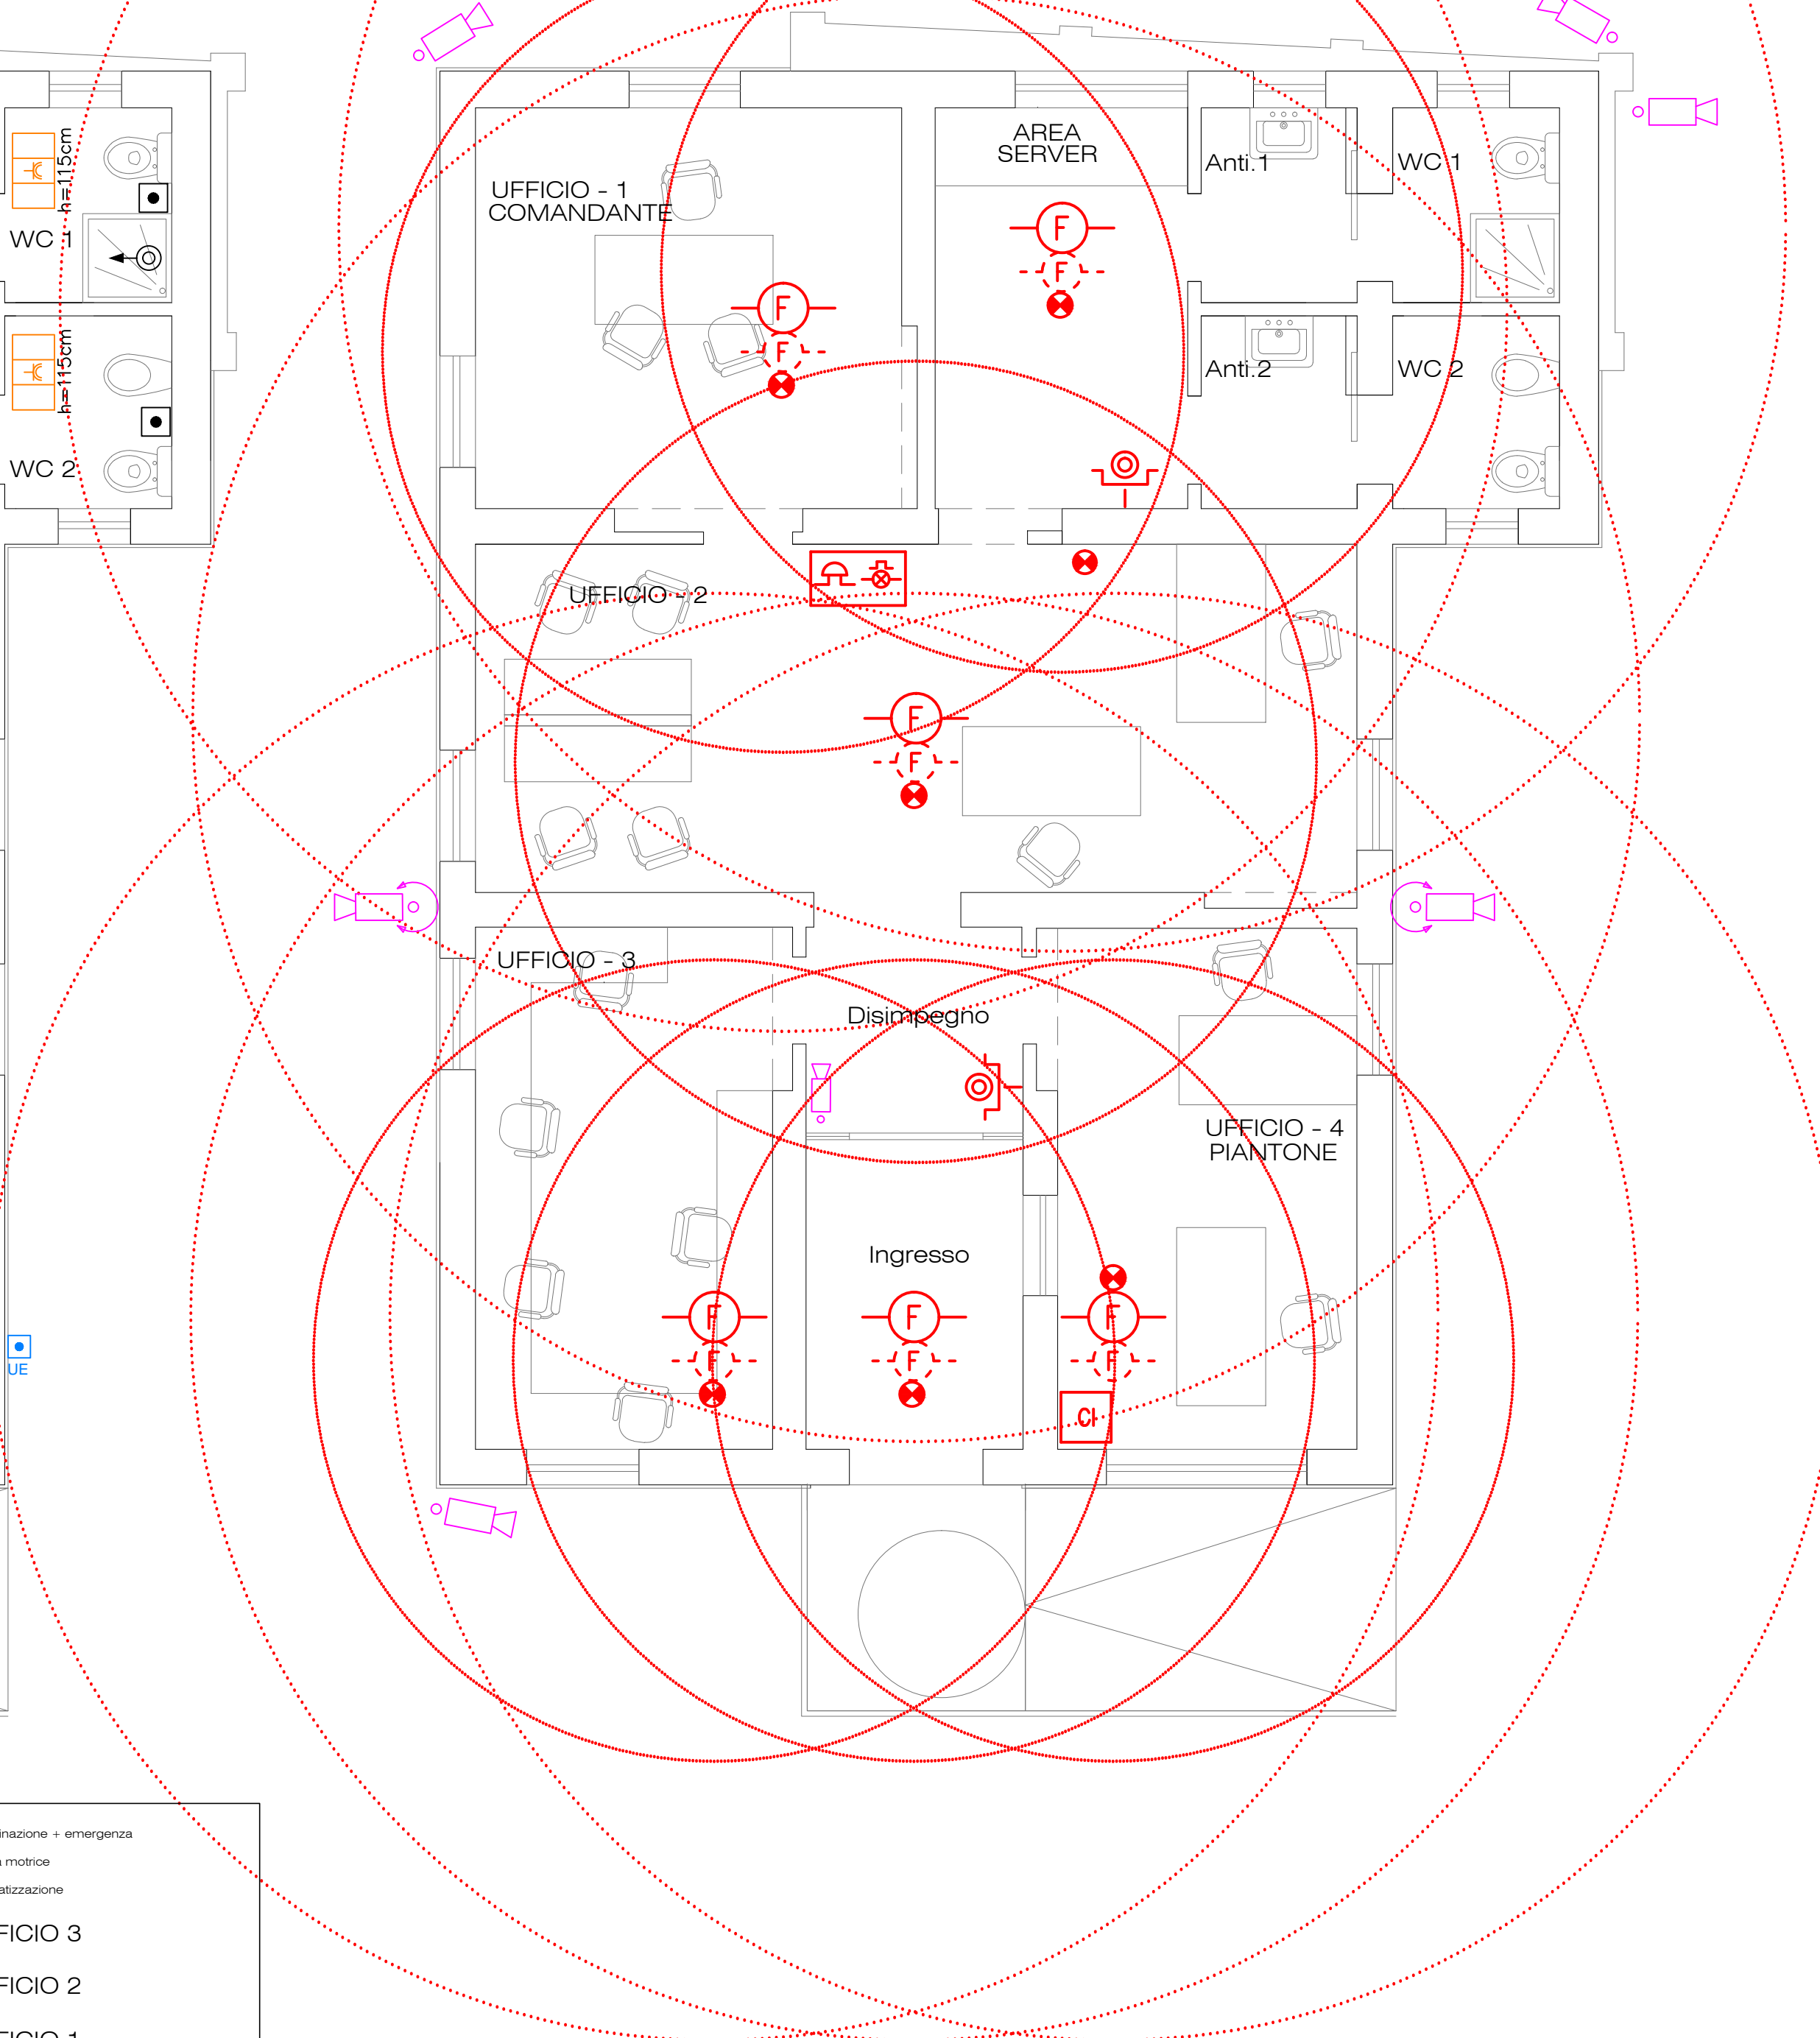 h=115cm
WC 1
h=115cm
WC 2
UE
AREA
SERVER
Anti.1
WC 1
UFFICIO - 1
COMANDANTE
F
F
F
F
Anti.2
WC 2
UFFICIO - 2
F
F
UFFICIO - 3
Disimpegno
UFFICIO - 4
PIANTONE
Ingresso
F
F
F
F
F
F
CI
inazione + emergenza
motrice
atizzazione
FICIO 3
FICIO 2
FICIO 1